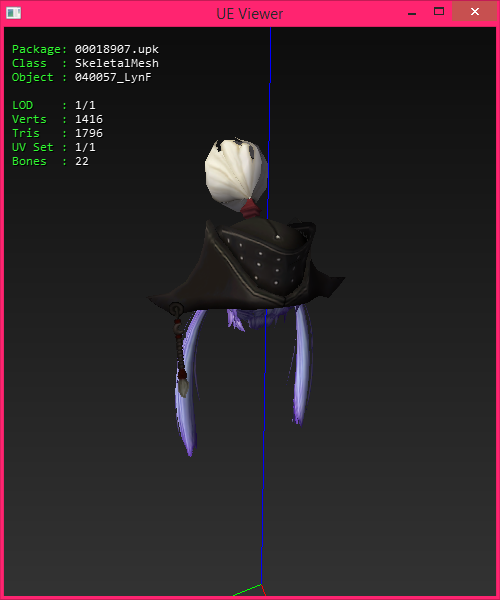 UE Viewer
Package: 00018907.upk
Class  : SkeletalMesh
Object : 040057_LynF
LOD    : 1/1
Verts  : 1416
Tris   : 1796
UV Set : 1/1
Bones  : 22